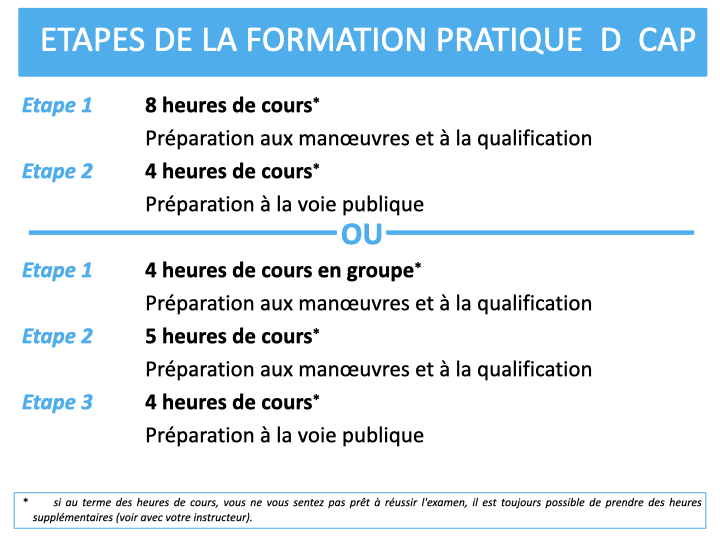 ETAPES DE LA FORMATION PRATIQUE D CAP
Etape 1 8 heures de cours*
Préparation aux manœuvres et à la qualification
Etape 2 4 heures de cours*
Préparation à la voie publique
OU
Etape 1 4 heures de cours en groupe*
Préparation aux manœuvres et à la qualification
Etape 2 5 heures de cours*
Préparation aux manœuvres et à la qualification
Etape 3 4 heures de cours*
Préparation à la voie publique
* si au terme des heures de cours, vous ne vous sentez pas prêt à réussir l'examen, il est toujours possible de prendre des heures
supplémentaires (voir avec votre instructeur).